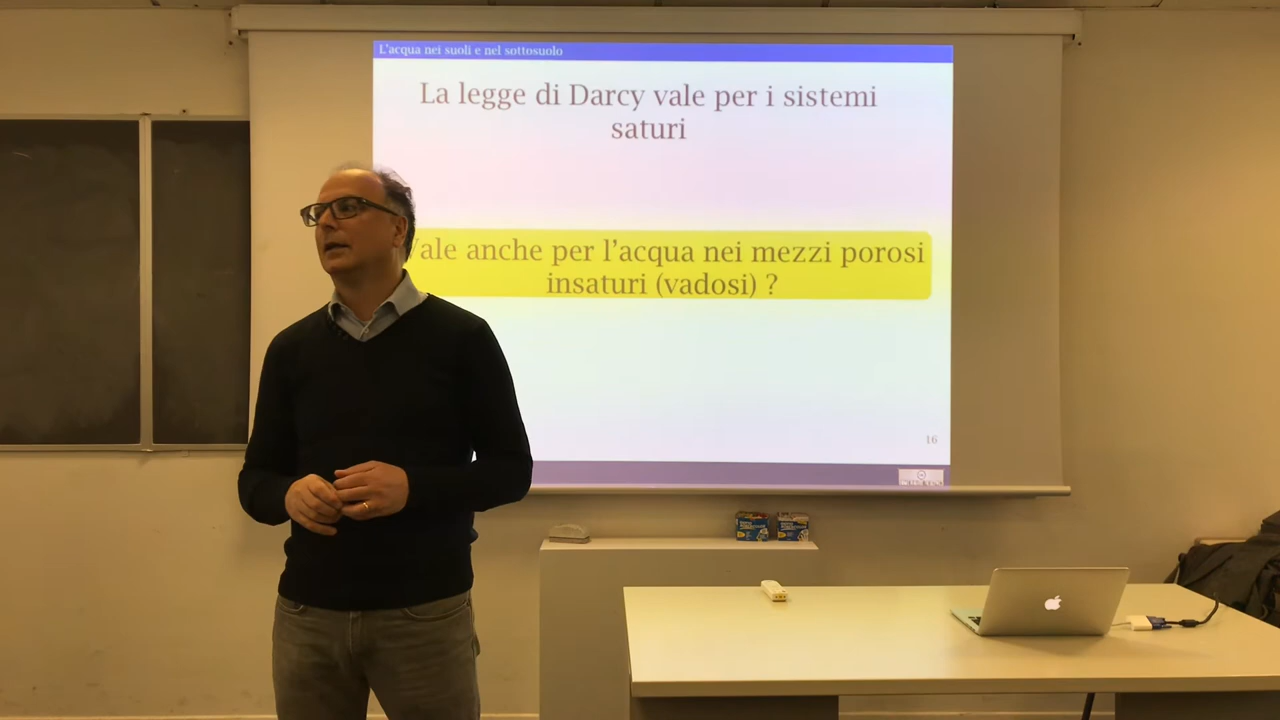 L'acqua nei suoli e nel sottosuolo
La legge di Darcy vale per i sistemi
saturi
Vale anche per l'acqua nei mezzi porosi
insaturi (vadosi) ?
16